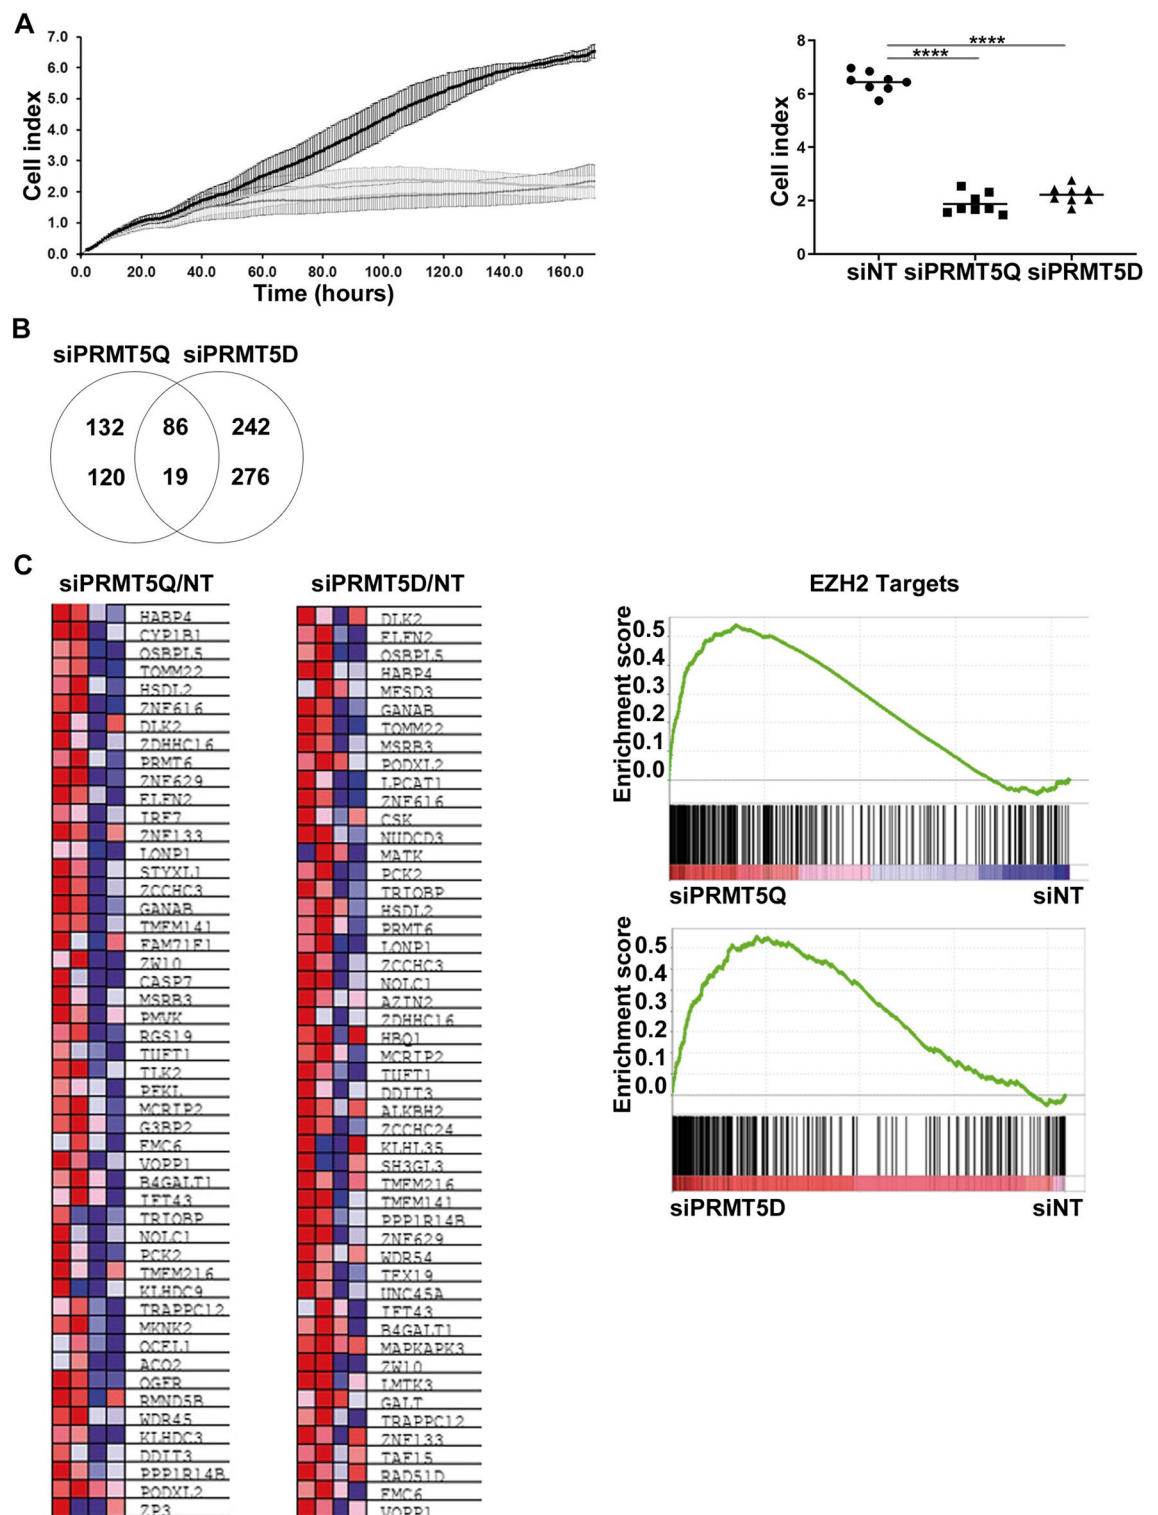 A
7.0
6.0
5.0
4.0
3.0
2.0
1.0
0.0
Cell index
0.0 20.0 40.0 60.0 80.0 100.0 120.0 140.0 160.0
Time (hours)
8
6
4
2
0
Cell index
****
****
siNT siPRMT5Q siPRMT5D
B
siPRMT5Q siPRMT5D
132 86 242
120 19 276
C
siPRMT5Q/NT
HABP4
CYP1B1
OSBPL5
TOMM22
HSDL2
ZNF616
DLK2
ZDHHC16
PRMT6
ZNF629
ELFN2
IRF7
ZNF133
LONP1
STYXL1
ZCCHC3
GANAB
TMEM141
FAM71E1
ZW10
CASP7
MSRB3
PMVK
RGS19
TUFT1
TLK2
PFKL
MCRIP2
G3BP2
EMC6
VOPP1
B4GALT1
IFT43
TRIOBP
NOLC1
PCK2
TMEM216
KLHDC9
TRAPPC12
MKNK2
OCEL1
ACO2
OGFR
RMND5B
WDR45
KLHDC3
DDIT3
PPP1R14B
PODXL2
ZP3
siPRMT5D/NT
DLK2
ELFN2
OSBPL5
HABP4
MFSD3
GANAB
TOMM22
MSRB3
PODXL2
LPCAT1
ZNF616
CSK
NUDCD3
MATK
PCK2
TRIOBP
HSDL2
PRMT6
LONP1
ZCCHC3
NOLC1
AZIN2
ZDHHC16
HBQ1
MCRIP2
TUFT1
DDIT3
ALKBH2
ZCCHC24
KLHL35
SH3GL3
TMEM216
TMEM141
PPP1R14B
ZNF629
WDR54
TEX19
UNC45A
IFT43
B4GALT1
MAPKAPK3
ZW10
LMTK3
GALT
TRAPPC12
ZNF133
TAF15
RAD51D
EMC6
VOPP1
EZH2 Targets
Enrichment score
0.5
0.4
0.3
0.2
0.1
0.0
siPRMT5Q siNT
Enrichment score
0.5
0.4
0.3
0.2
0.1
0.0
siPRMT5D siNT